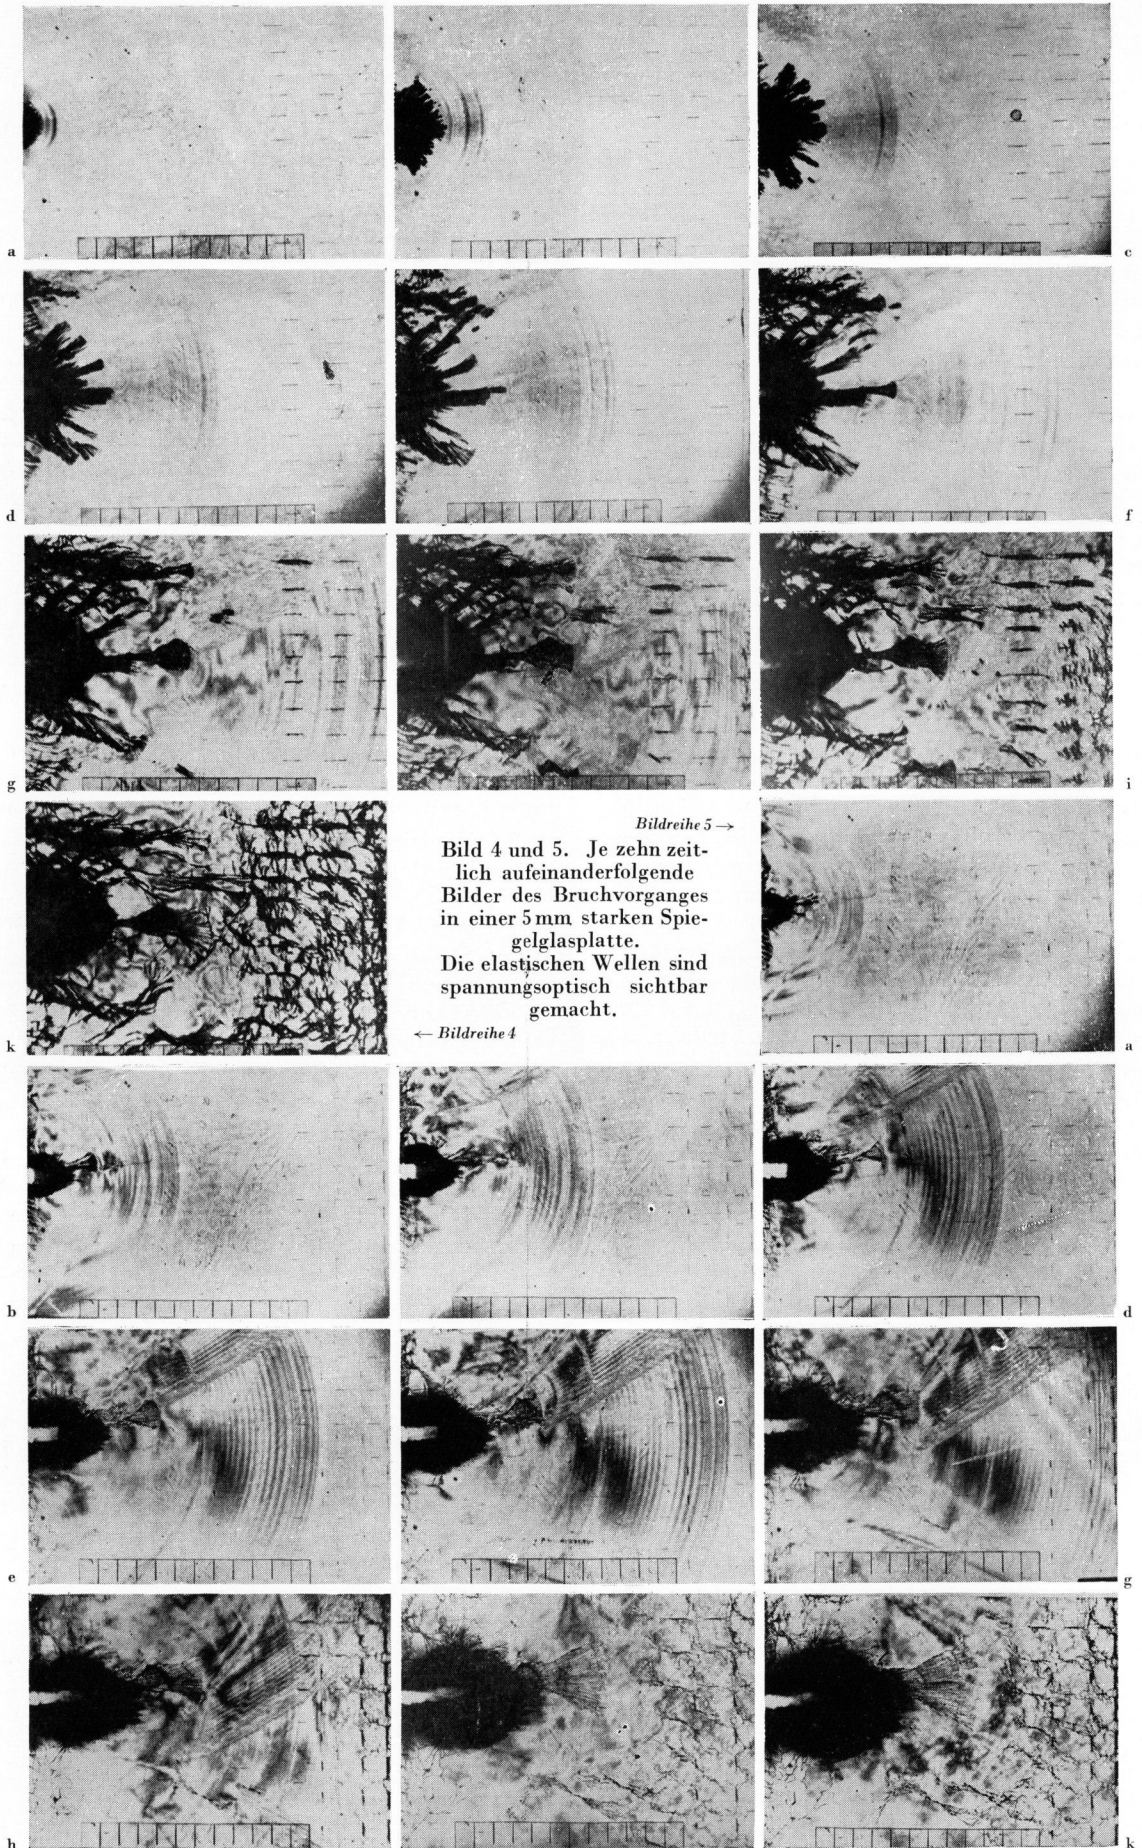 a
c
d
f
g
i
Bildreihe 5 →
Bild 4 und 5. Je zehn zeit-
lich aufeinanderfolgende
Bilder des Bruchvorganges
in einer 5 mm starken Spie-
gelglasplatte.
Die elastischen Wellen sind
spannungsoptisch sichtbar
gemacht.
← Bildreihe 4
k
a
b
d
e
g
h
k